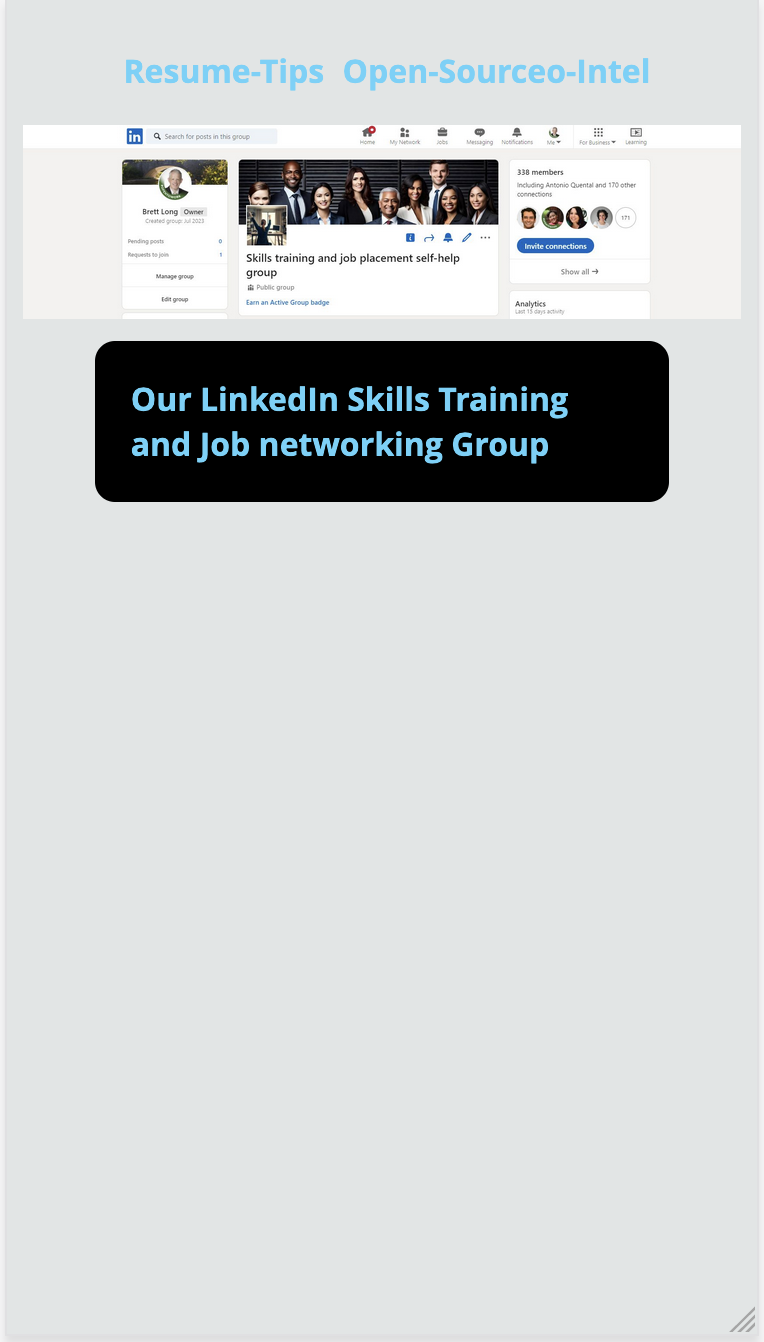 Resume-Tips Open-Sourceo-Intel
in
Search for posts in this group
Home
My Network
Jobs
Messaging
Notifications
Me
For Business
Learning
Brett Long Owner
Created group: Jul 2023
Pending posts 0
Requests to join 1
Manage group
Edit group
Skills training and job placement self-help
group
Public group
Earn an Active Group badge
338 members
Including Antonio Quental and 170 other
connections
171
Invite connections
Show all →
Analytics
Last 15 days activity
Our LinkedIn Skills Training
and Job networking Group